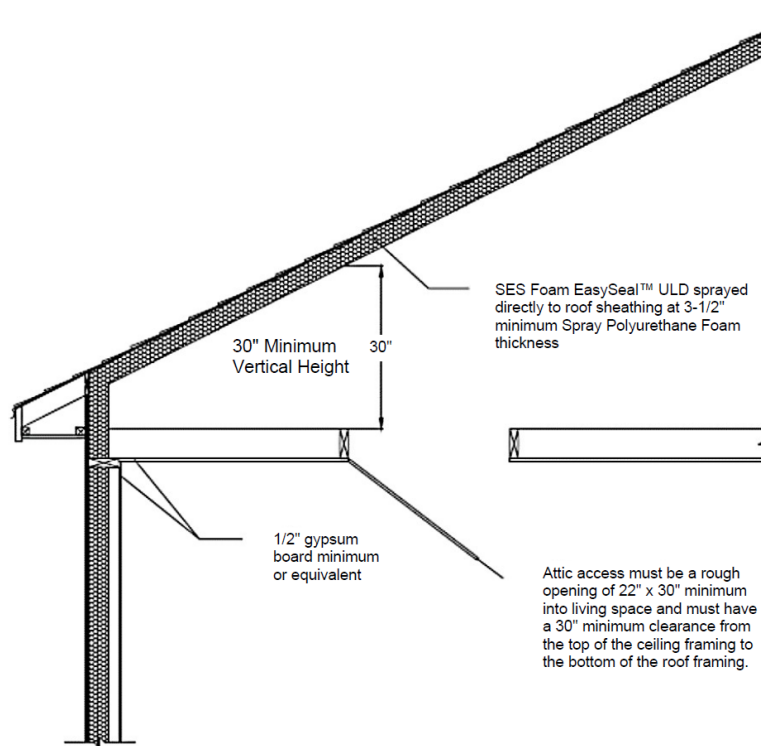 SES Foam EasySeal™ ULD sprayed
directly to roof sheathing at 3-1/2"
minimum Spray Polyurethane Foam
thickness
30" Minimum
Vertical Height
30"
1/2" gypsum
board minimum
or equivalent
Attic access must be a rough
opening of 22" x 30" minimum
into living space and must have
a 30" minimum clearance from
the top of the ceiling framing to
the bottom of the roof framing.